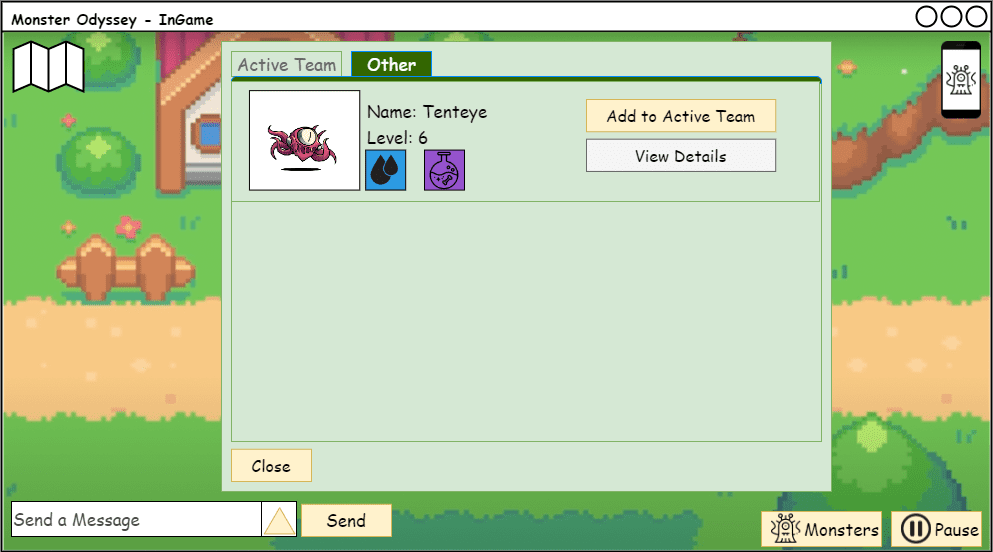 Monster Odyssey - InGame
Active Team
Other
Name: Tenteye
Level: 6
Add to Active Team
View Details
Close
Send a Message
Send
Monsters
Pause